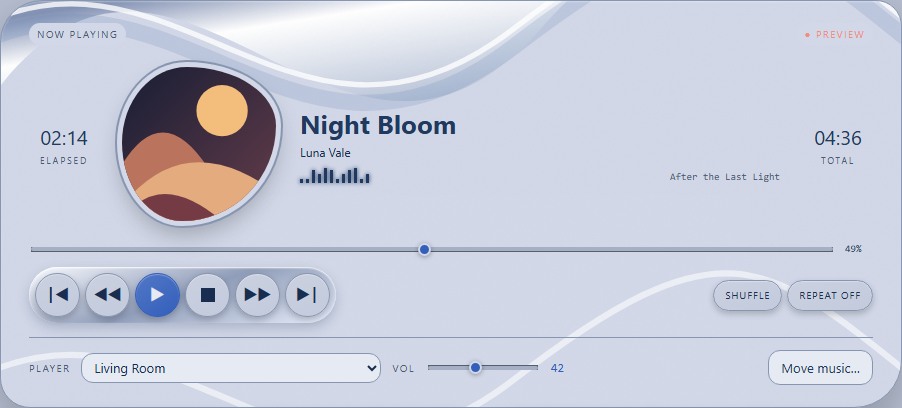 NOW PLAYING
PREVIEW
02:14
ELAPSED
Night Bloom
Luna Vale
After the Last Light
04:36
TOTAL
49%
SHUFFLE
REPEAT OFF
PLAYER
Living Room
VOL
42
Move music...